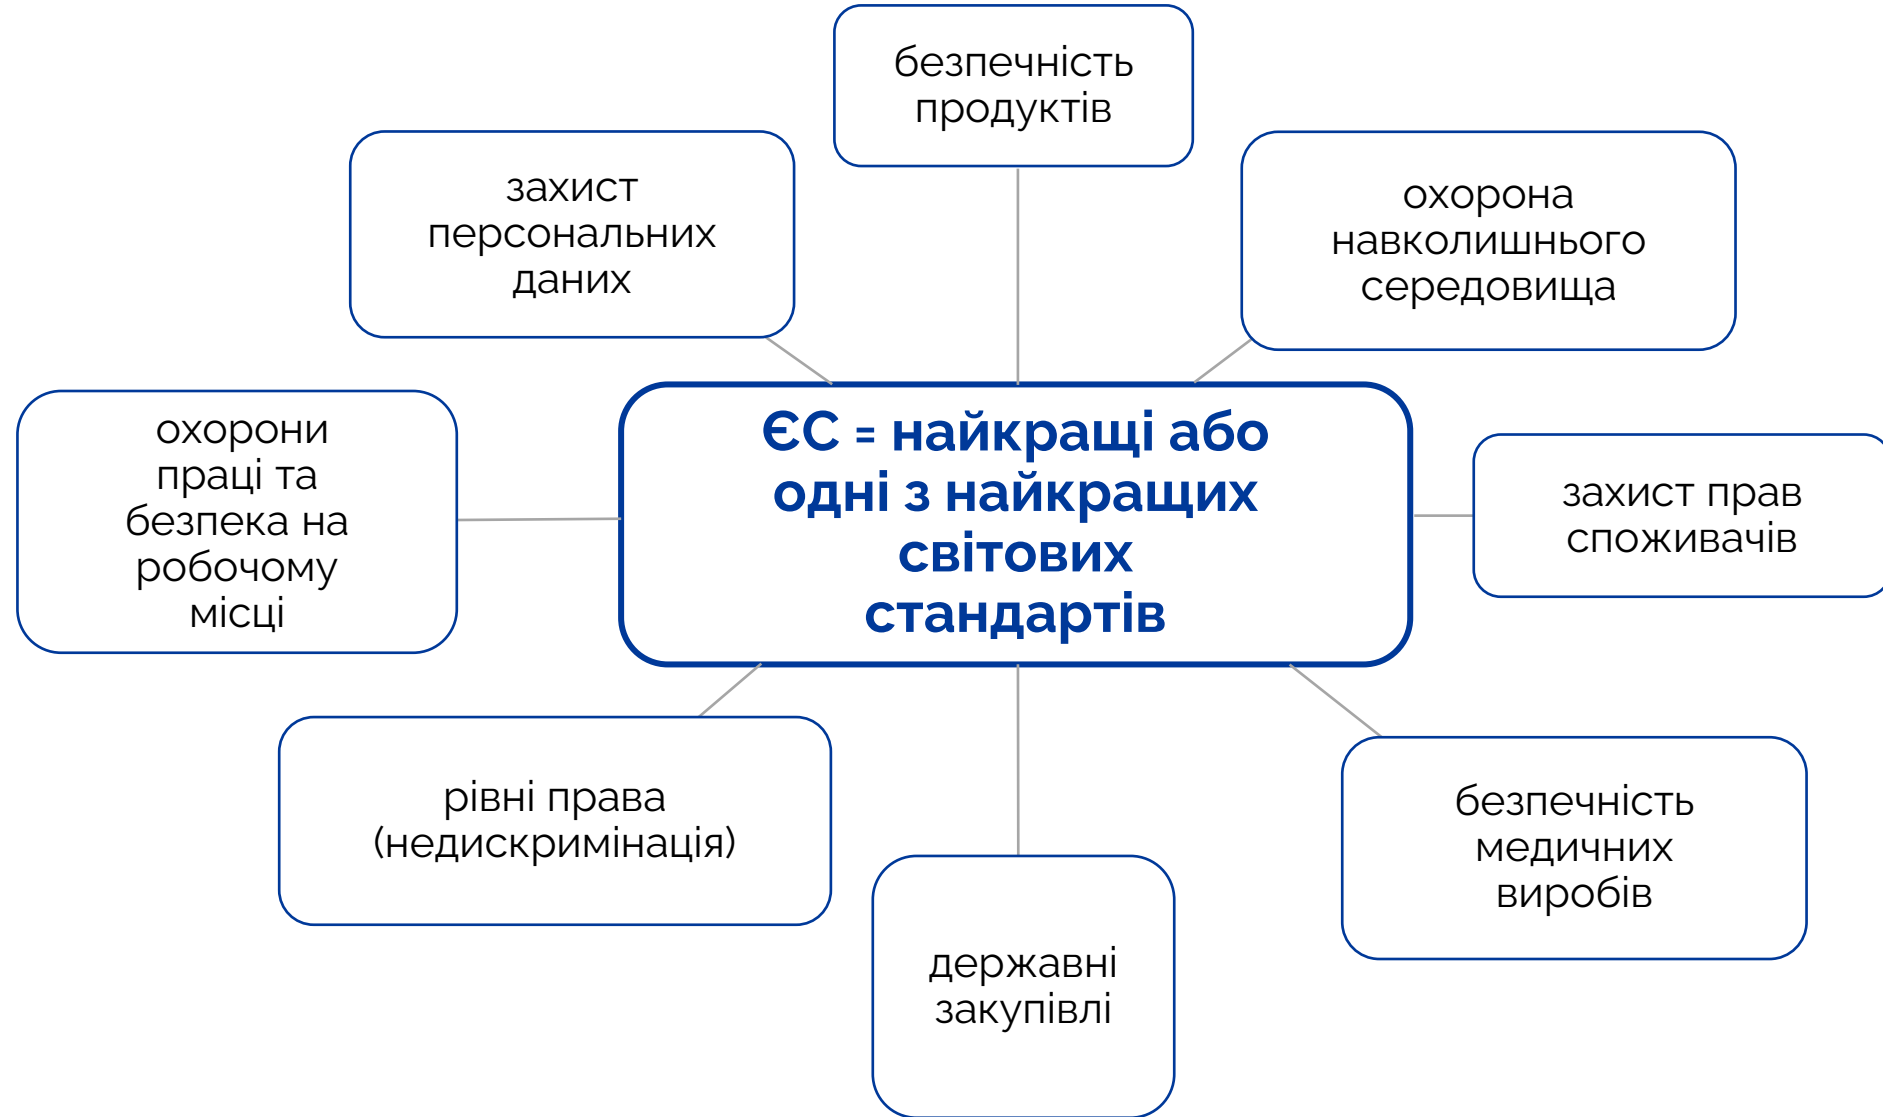 безпечність
продуктів
захист
персональних
даних
охорона
навколишнього
середовища
ЄС = найкращі або
одні з найкращих
світових
стандартів
охорони
праці та
безпека на
робочому
місці
захист прав
споживачів
рівні права
(недискримінація)
безпечність
медичних
виробів
державні
закупівлі